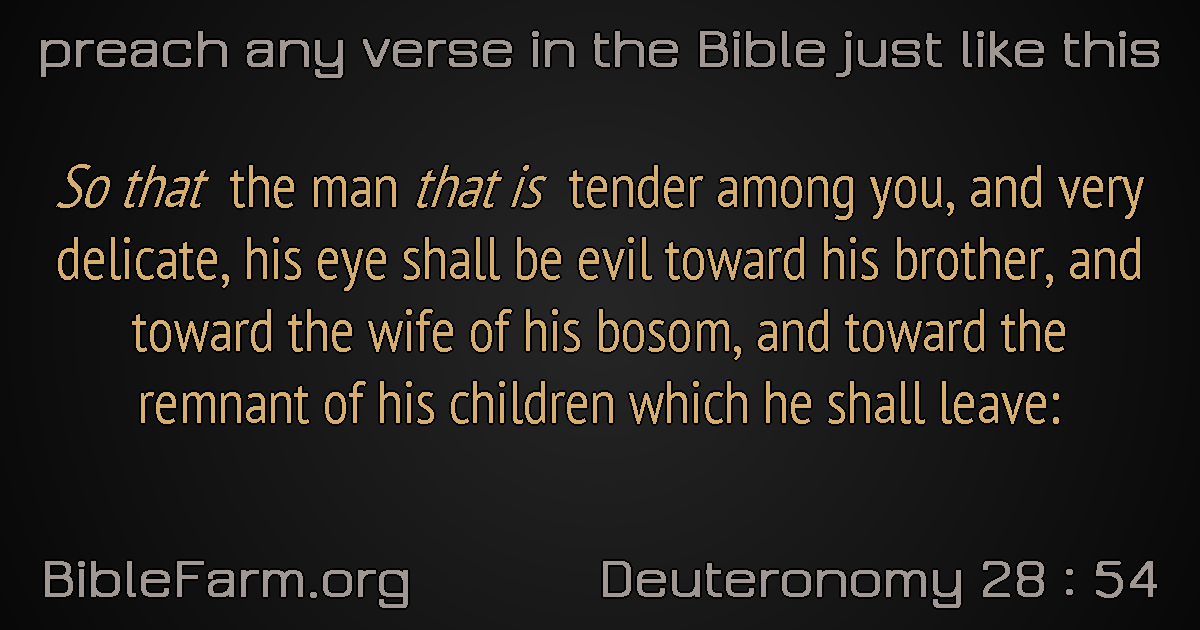 preach any verse in the Bible just like this
So that the man that is tender among you, and very
delicate, his eye shall be evil toward his brother, and
toward the wife of his bosom, and toward the
remnant of his children which he shall leave:
BibleFarm.org
Deuteronomy 28 : 54